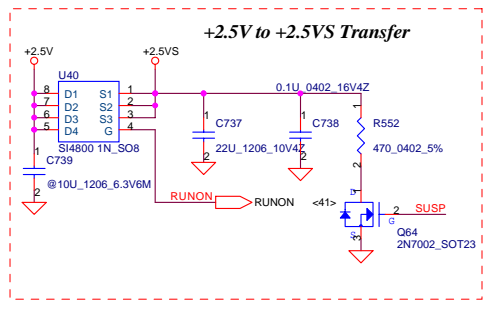 +2.5V to +2.5VS Transfer
+2.5V
+2.5VS
U40
8 D1 S1 1
7 D2 S2 2
6 D3 S3 3
5 D4 G 4
SI4800 1N_SO8
1
C739
2
@10U_1206_6.3V6M
1
C737
2
22U_1206_10V4Z
0.1U_0402_16V4Z
1
C738
2
1
R552
470_0402_5%
2
RUNON
RUNON
<41>
1
D
2
G
S
3
SUSP
Q64
2N7002_SOT23